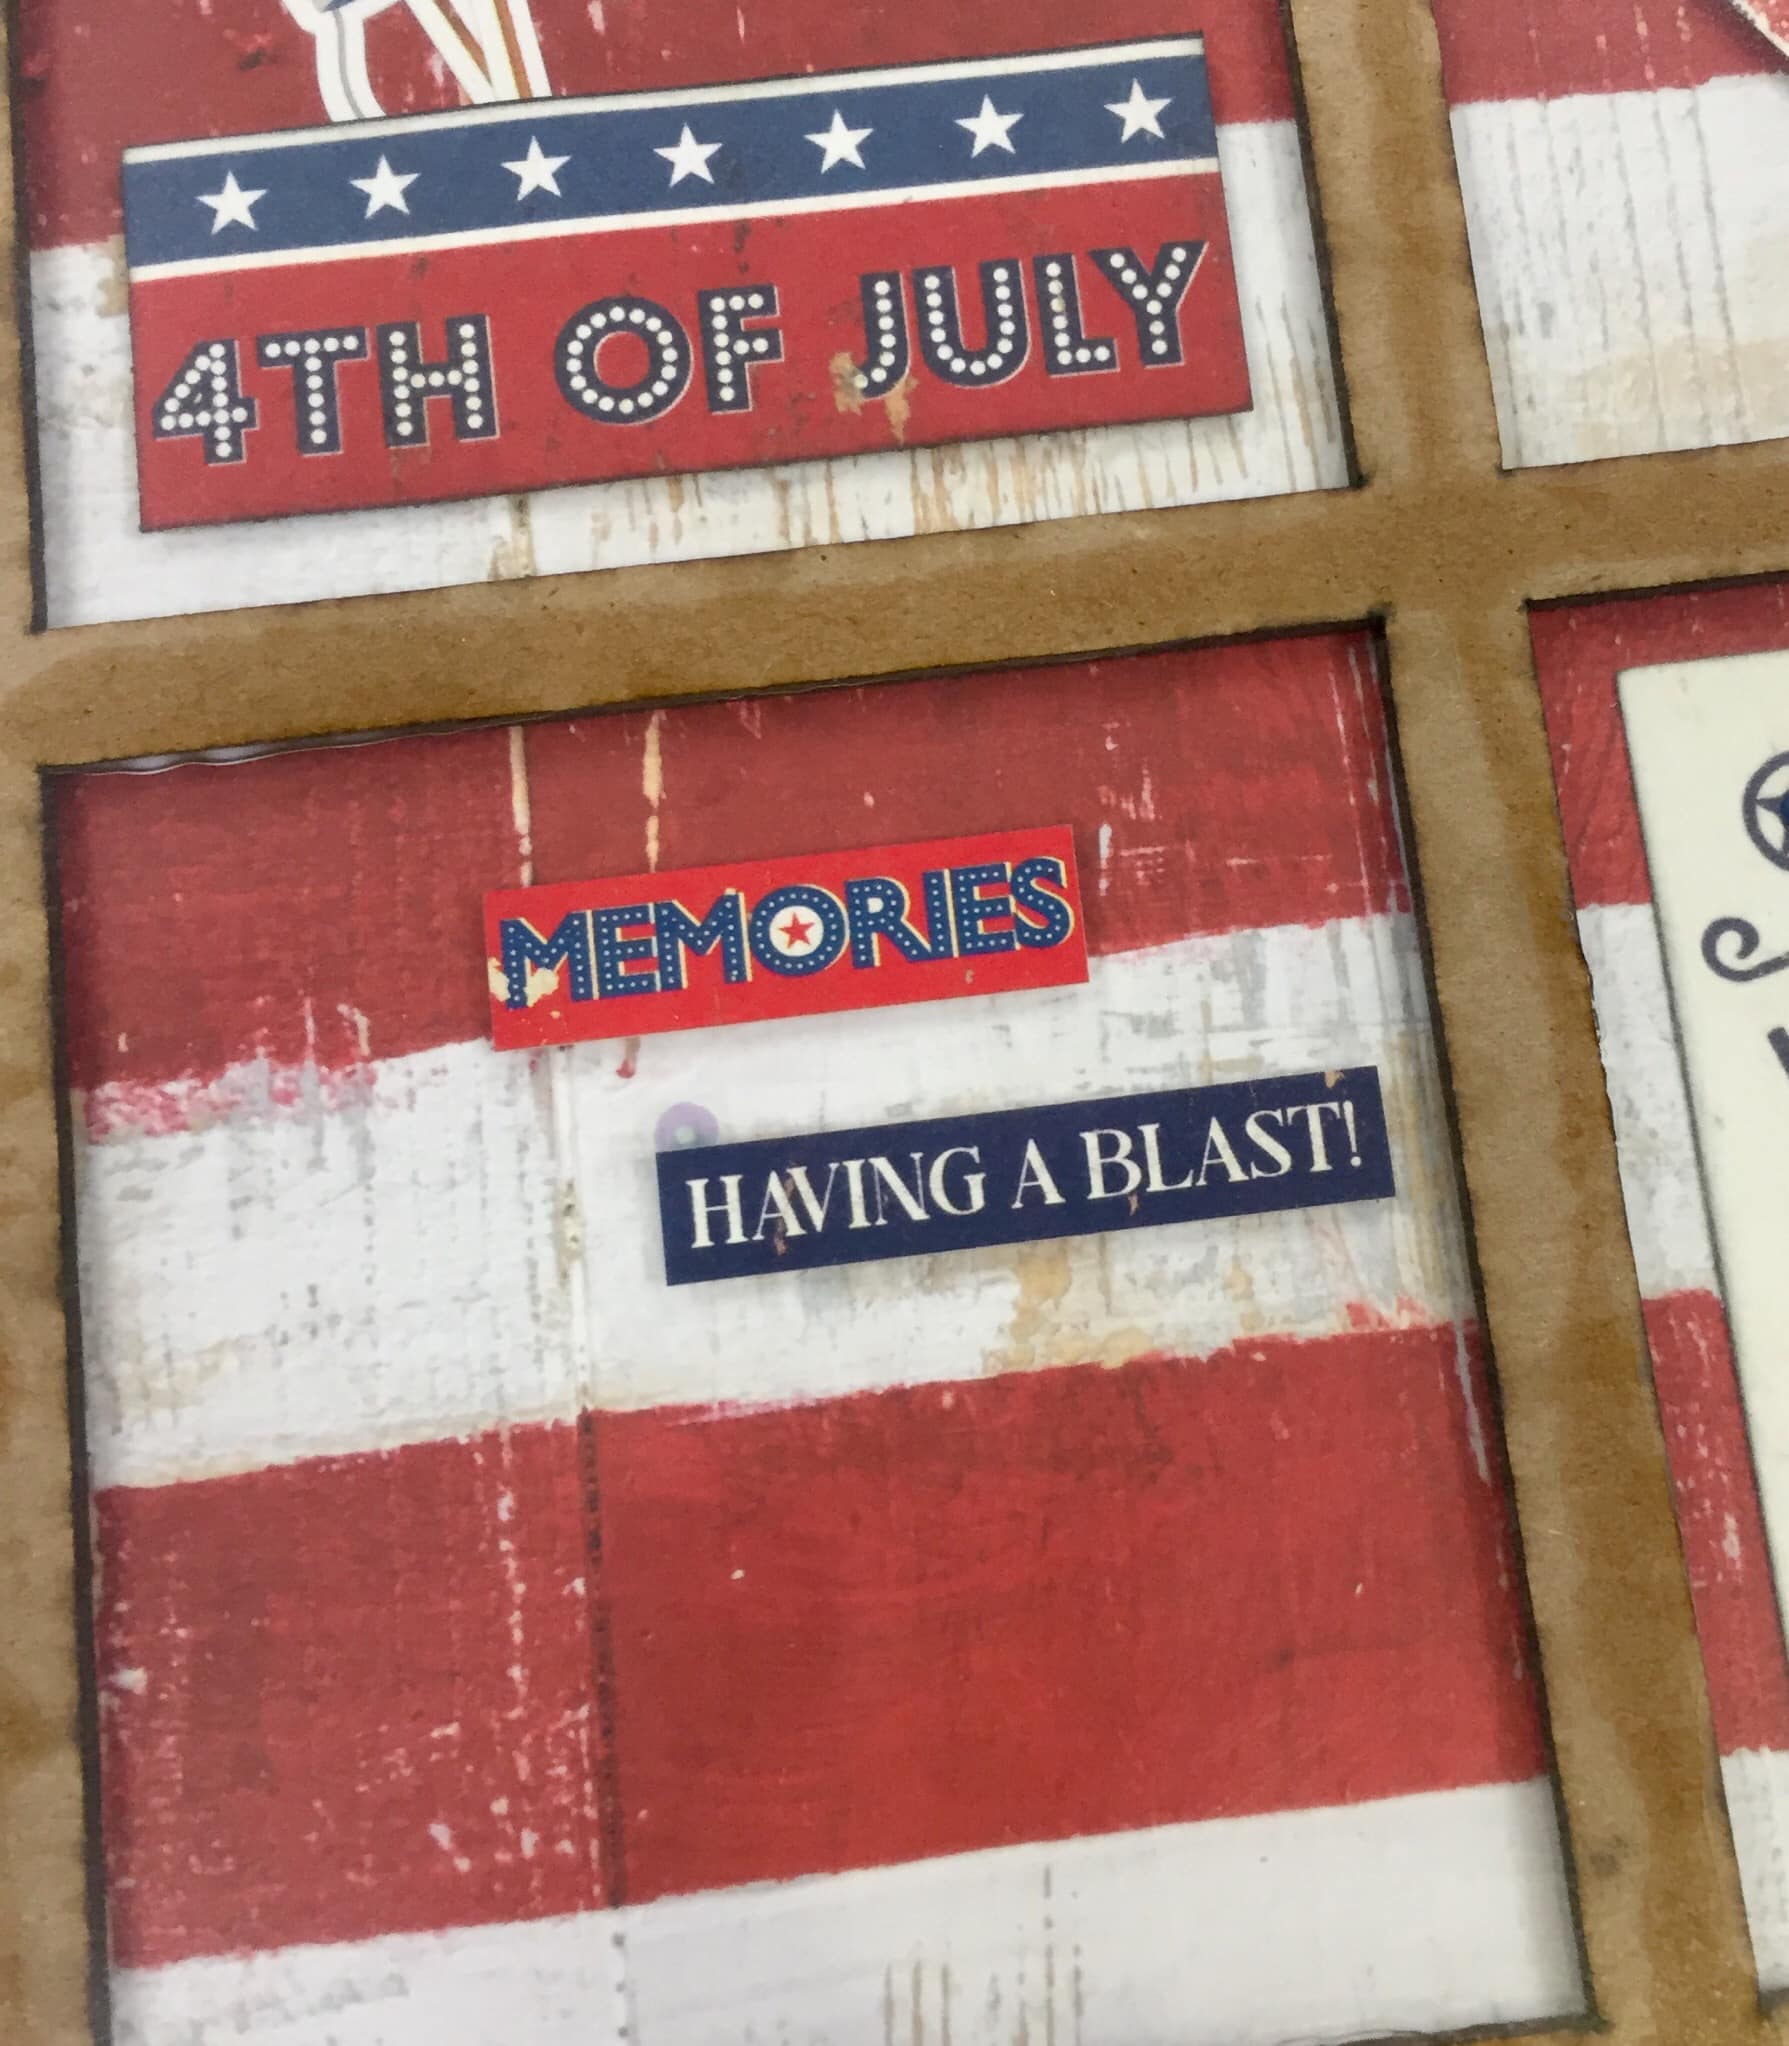 4TH OF JULY
MEMORIES
HAVING A BLAST!